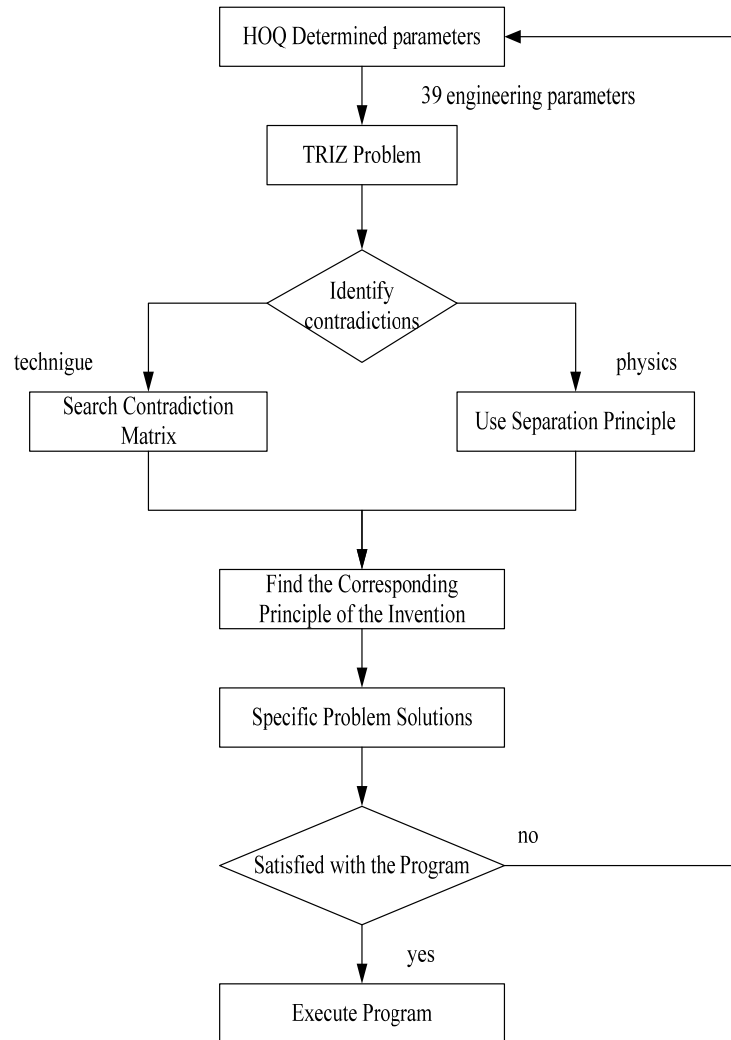 HOQ Determined parameters
39 engineering parameters
TRIZ Problem
Identify
contradictions
technigue
physics
Search Contradiction
Matrix
Use Separation Principle
Find the Corresponding
Principle of the Invention
Specific Problem Solutions
no
Satisfied with the Program
yes
Execute Program